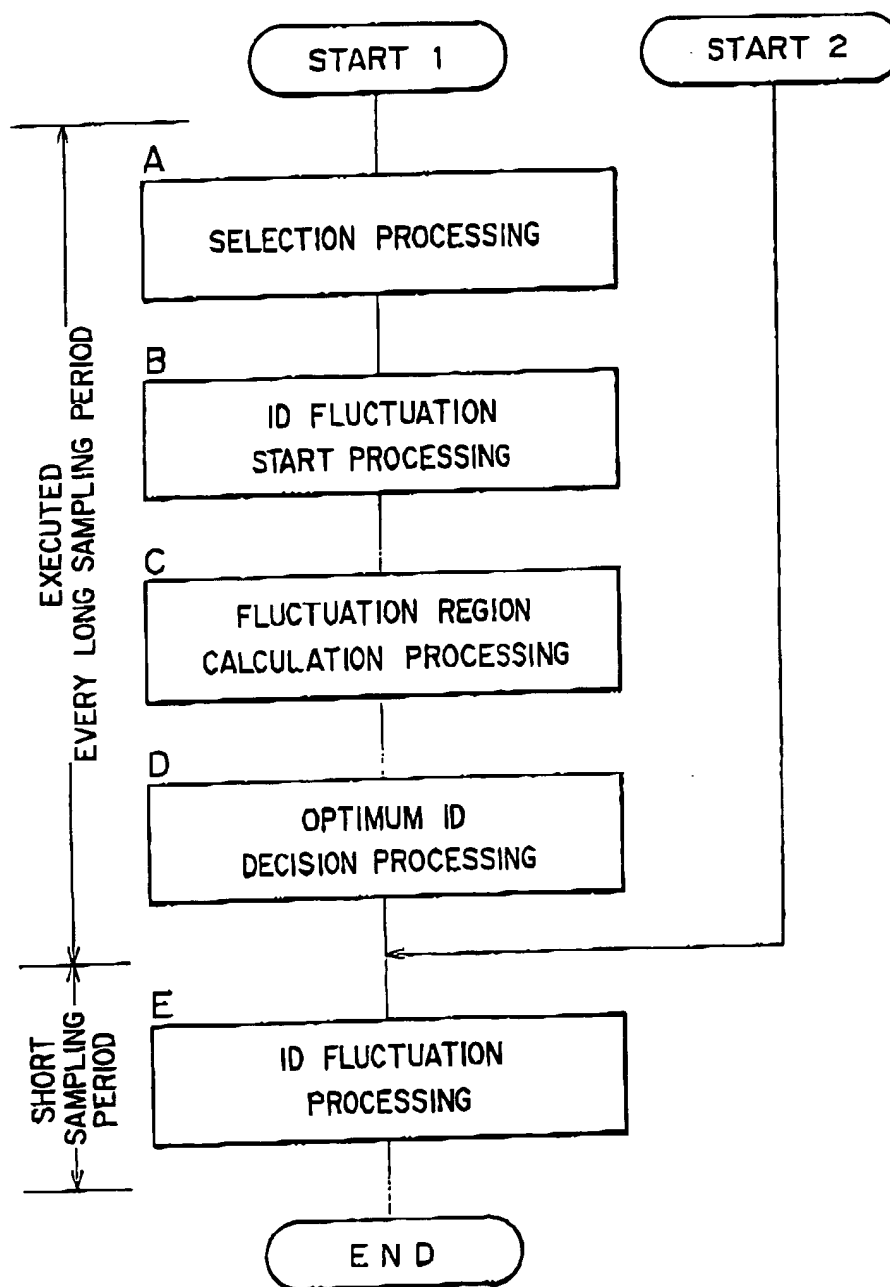 START 1
START 2
A
SELECTION PROCESSING
B
ID FLUCTUATION
START PROCESSING
C
FLUCTUATION REGION
CALCULATION PROCESSING
D
OPTIMUM ID
DECISION PROCESSING
EXECUTED
EVERY LONG SAMPLING PERIOD
E
ID FLUCTUATION
PROCESSING
SHORT
SAMPLING
PERIOD
END